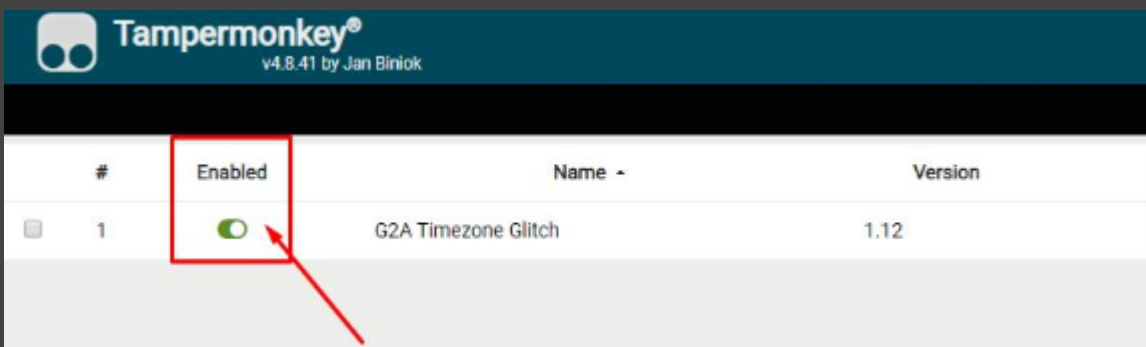 Tampermonkey®
v4.8.41 by Jan Biniok
# Enabled Name Version
1 G2A Timezone Glitch 1.12